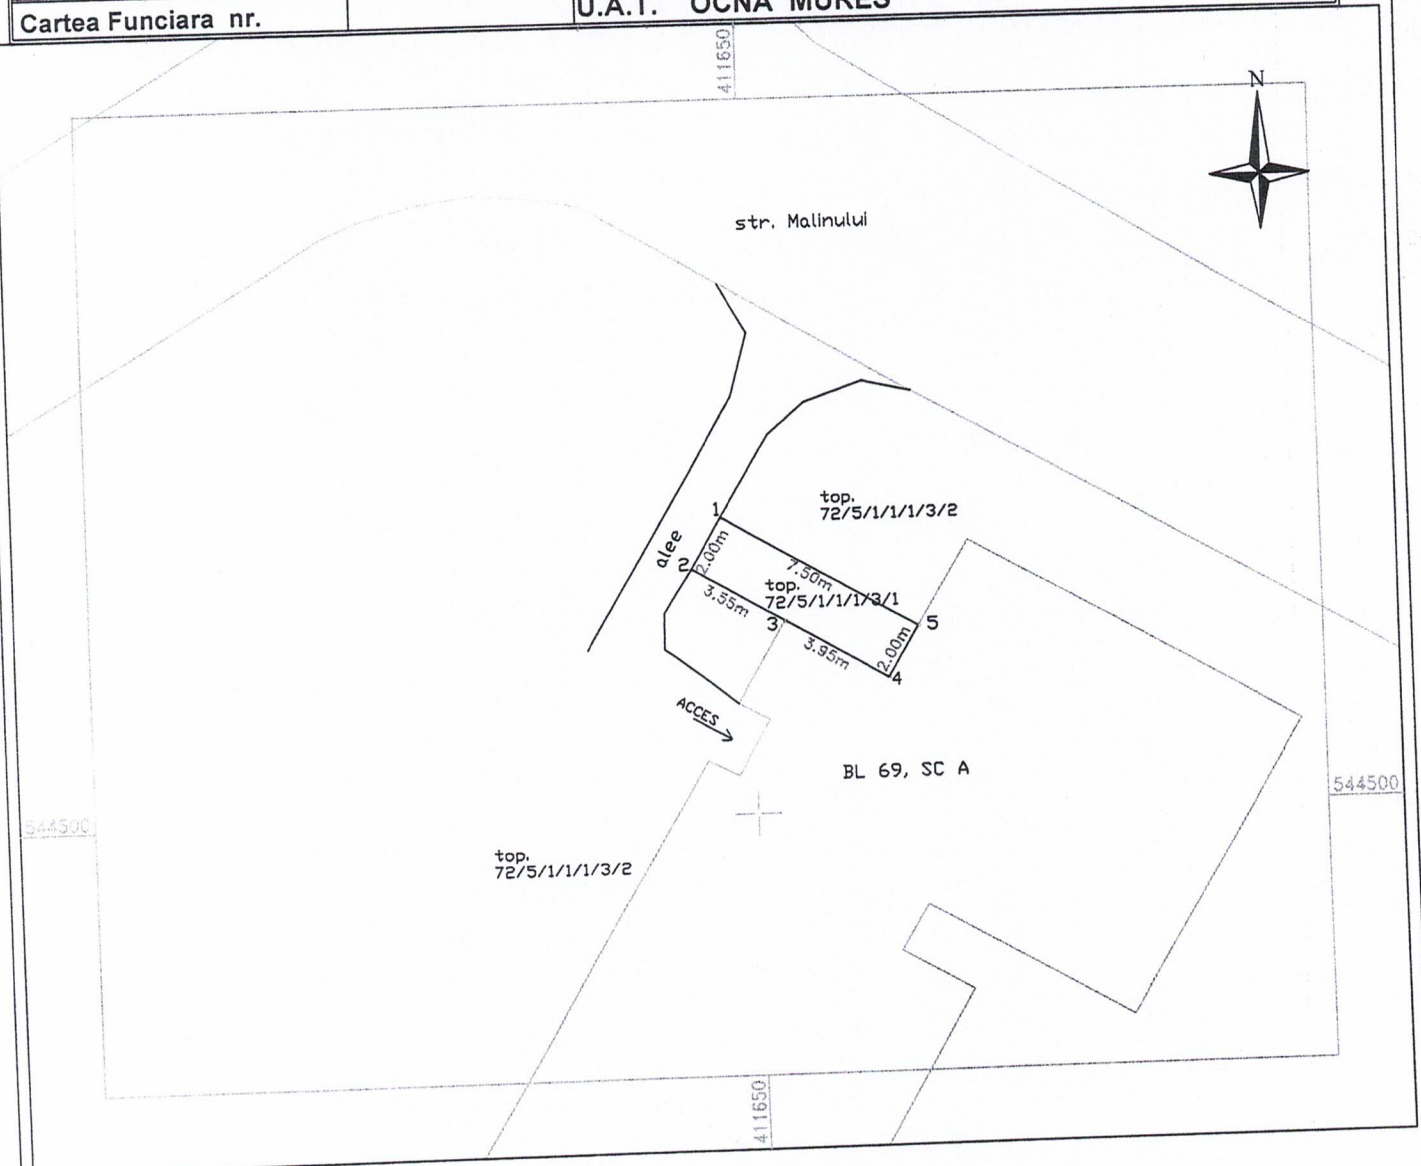 U.A.T. OCNA MURES
Cartea Funciara nr.
411650
N
str. Malinului
top.
72/5/1/1/1/3/2
1
alee
2.00m
2
7.50m
top.
72/5/1/1/1/3/1
3.55m
3
5
3.95m
2.00m
4
ACCES
BL 69, SC A
544500
544500
top.
72/5/1/1/1/3/2
411650